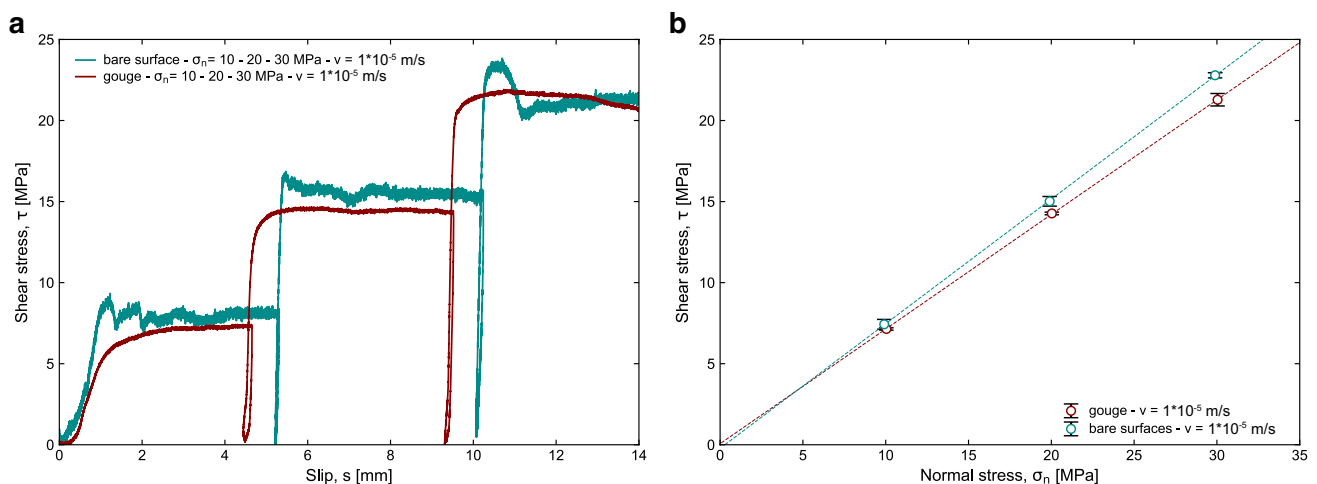 a
bare surface - σn= 10 - 20 - 30 MPa - v = 1*10-5 m/s
gouge - σn= 10 - 20 - 30 MPa - v = 1*10-5 m/s
Shear stress, τ [MPa]
25
20
15
10
5
0
0 2 4 6 8 10 12 14
Slip, s [mm]
b
Shear stress, τ [MPa]
25
20
15
10
5
0
gouge - v = 1*10-5 m/s
bare surfaces - v = 1*10-5 m/s
0 5 10 15 20 25 30 35
Normal stress, σn [MPa]